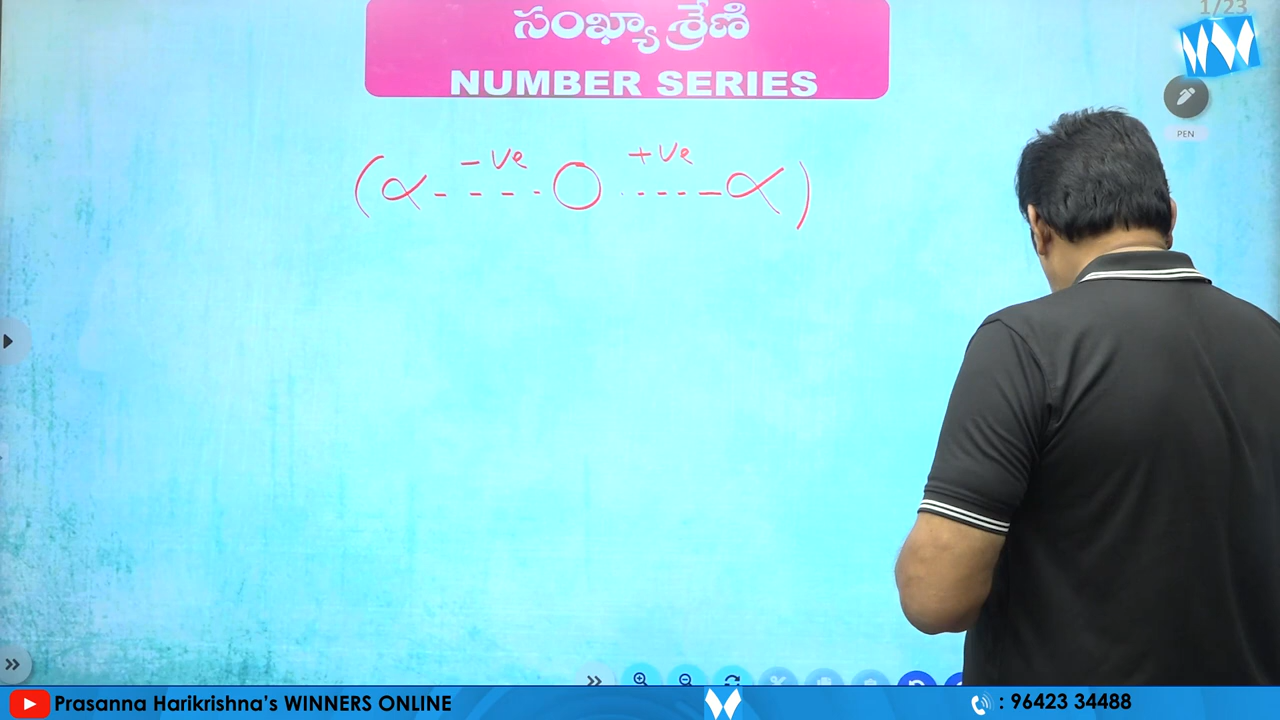 1/23
సంఖ్యా శ్రేణి
NUMBER SERIES
PEN
-ve +ve
(α - - - - 0 ..... - α)
Prasanna Harikrishna's WINNERS ONLINE
: 96423 34488